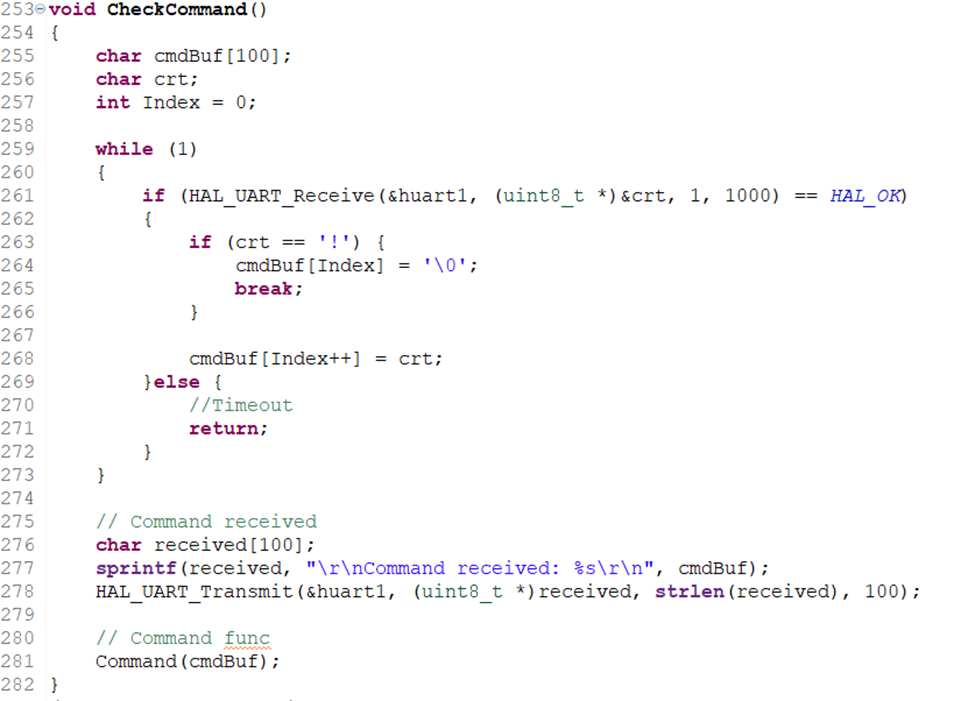 253 void CheckCommand()
254 {
255     char cmdBuf[100];
256     char crt;
257     int Index = 0;
258
259     while (1)
260     {
261         if (HAL_UART_Receive(&huart1, (uint8_t *)&crt, 1, 1000) == HAL_OK)
262         {
263             if (crt == '!') {
264                 cmdBuf[Index] = '\0';
265                 break;
266             }
267
268             cmdBuf[Index++] = crt;
269         }else {
270             //Timeout
271             return;
272         }
273     }
274
275     // Command received
276     char received[100];
277     sprintf(received, "\r\nCommand received: %s\r\n", cmdBuf);
278     HAL_UART_Transmit(&huart1, (uint8_t *)received, strlen(received), 100);
279
280     // Command func
281     Command(cmdBuf);
282 }